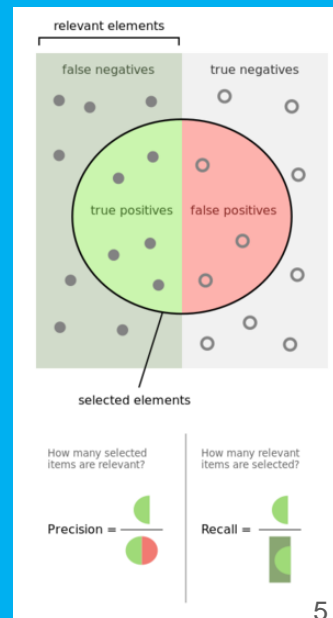 relevant elements
false negatives true negatives
true positives false positives
selected elements
How many selected
items are relevant?
Precision =
How many relevant
items are selected?
Recall =
5